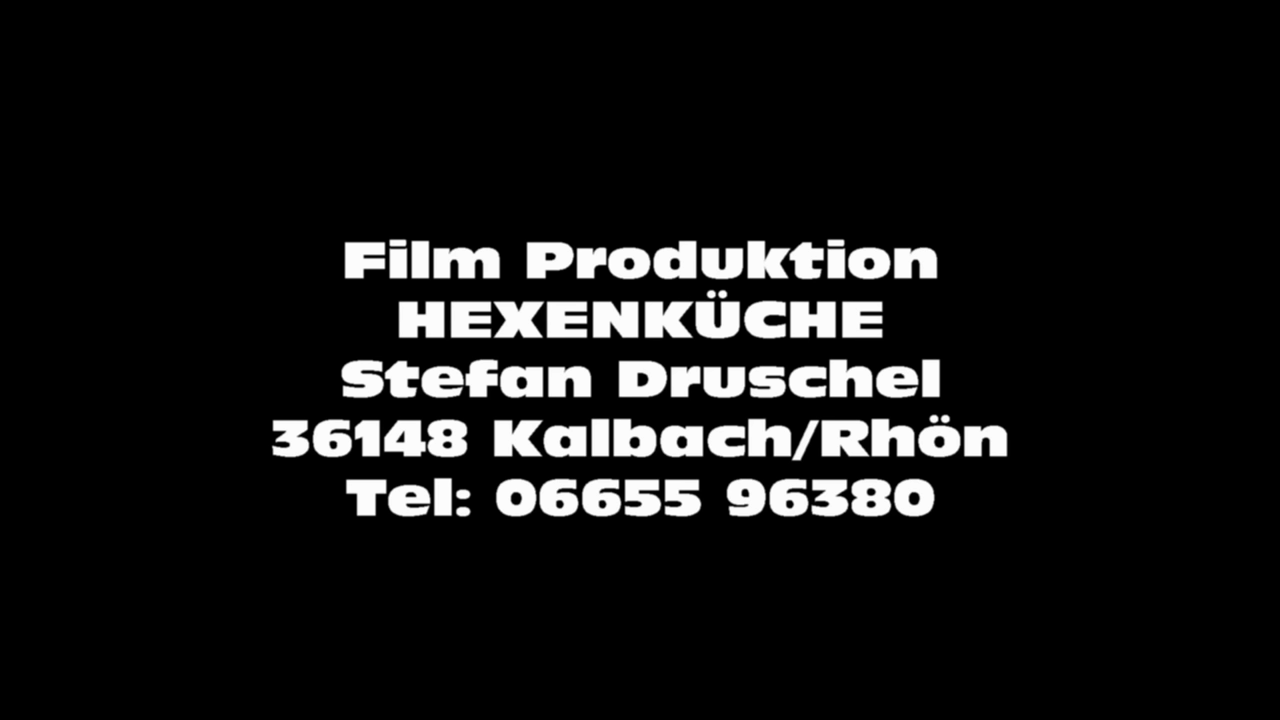 Film Produktion
HEXENKÜCHE
Stefan Druschel
36148 Kalbach/Rhön
Tel: 06655 96380